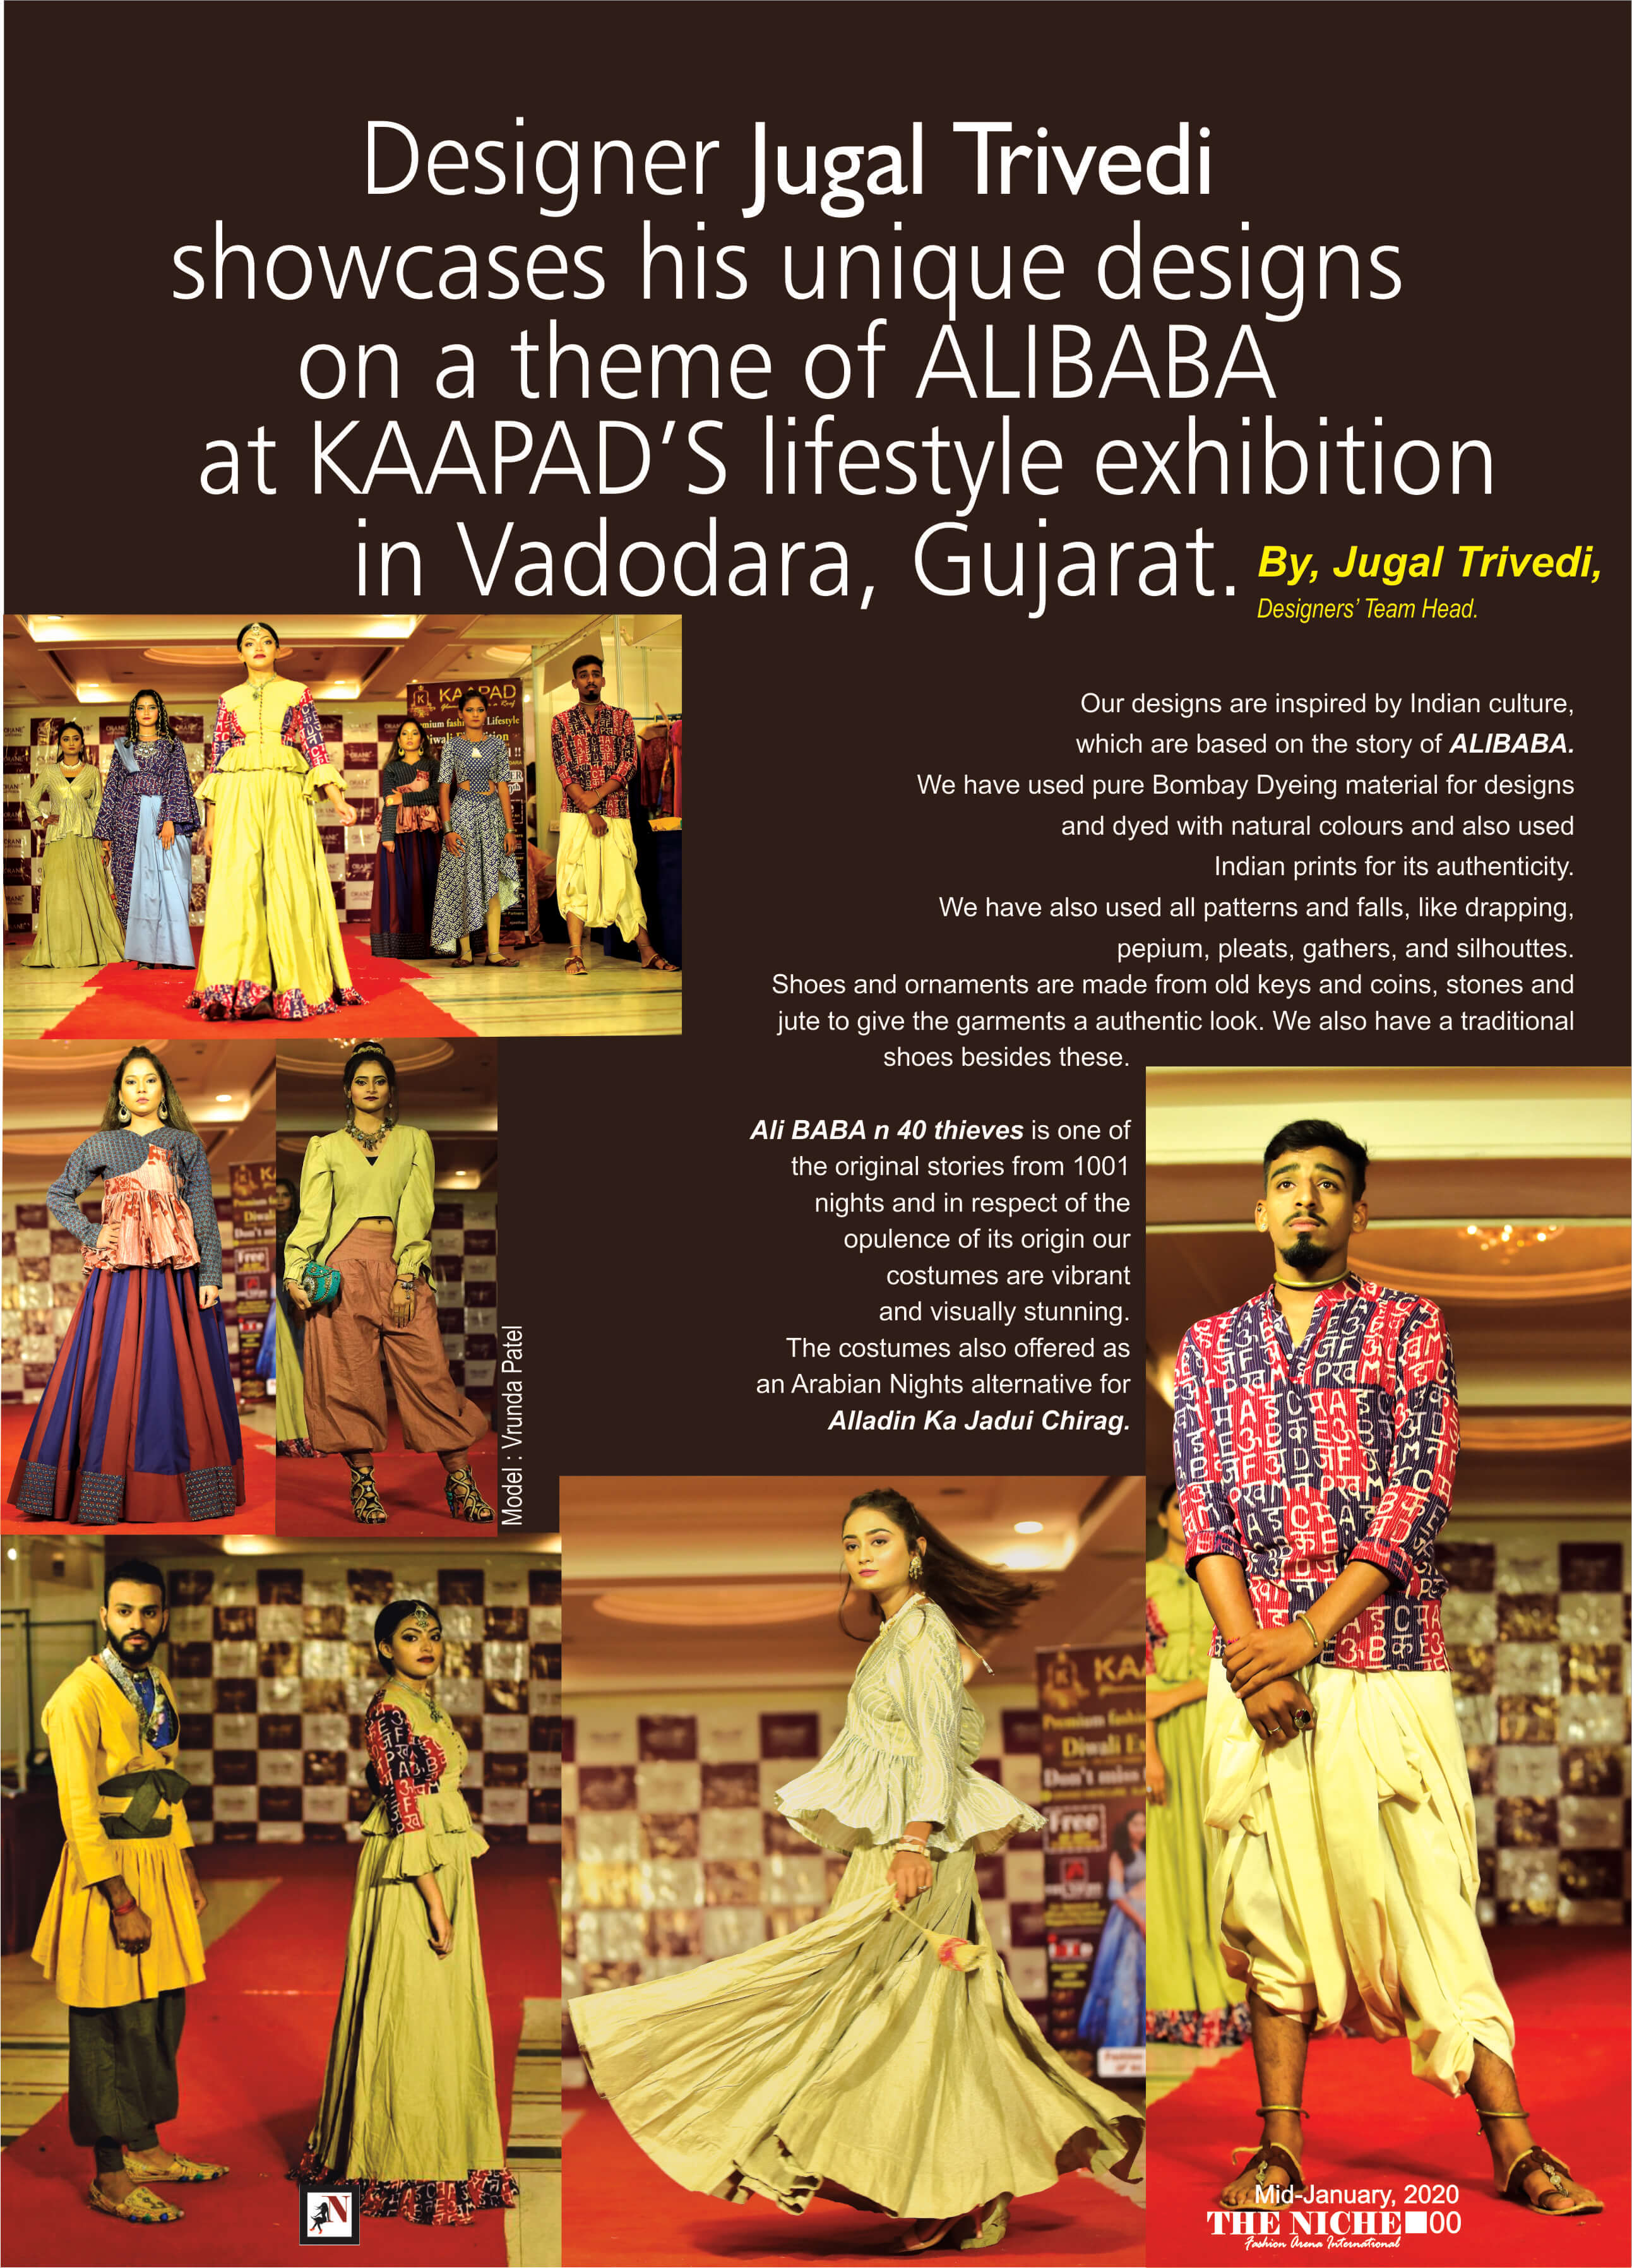 Designer Jugal Trivedi
showcases his unique designs
on a theme of ALIBABA
at KAAPAD’S lifestyle exhibition
in Vadodara, Gujarat.
By, Jugal Trivedi,
Designers’ Team Head.
Our designs are inspired by Indian culture,
which are based on the story of ALIBABA.
We have used pure Bombay Dyeing material for designs
and dyed with natural colours and also used
Indian prints for its authenticity.
We have also used all patterns and falls, like drapping,
pepium, pleats, gathers, and silhouttes.
Shoes and ornaments are made from old keys and coins, stones and
jute to give the garments a authentic look. We also have a traditional
shoes besides these.
Ali BABA n 40 thieves is one of
the original stories from 1001
nights and in respect of the
opulence of its origin our
costumes are vibrant
and visually stunning.
The costumes also offered as
an Arabian Nights alternative for
Alladin Ka Jadui Chirag.
Model : Vrunda Patel
K
Lifestyle
KA
Free
KA
Premium
Diwali
Don't miss
Free
N
Mid-January, 2020
THE NICHE 00
Fashion Arena International